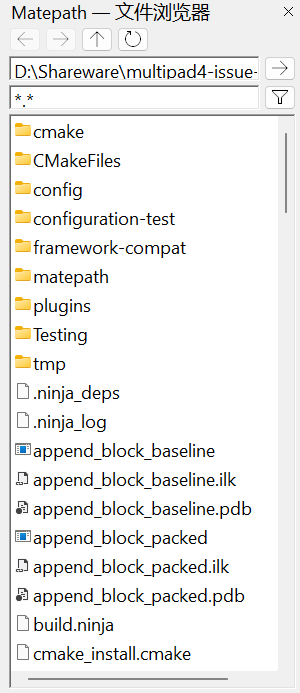 Matepath — 文件浏览器
D:\Shareware\multipad4-issue-
*.*
cmake
CMakeFiles
config
configuration-test
framework-compat
matepath
plugins
Testing
tmp
.ninja_deps
.ninja_log
append_block_baseline
append_block_baseline.ilk
append_block_baseline.pdb
append_block_packed
append_block_packed.ilk
append_block_packed.pdb
build.ninja
cmake_install.cmake